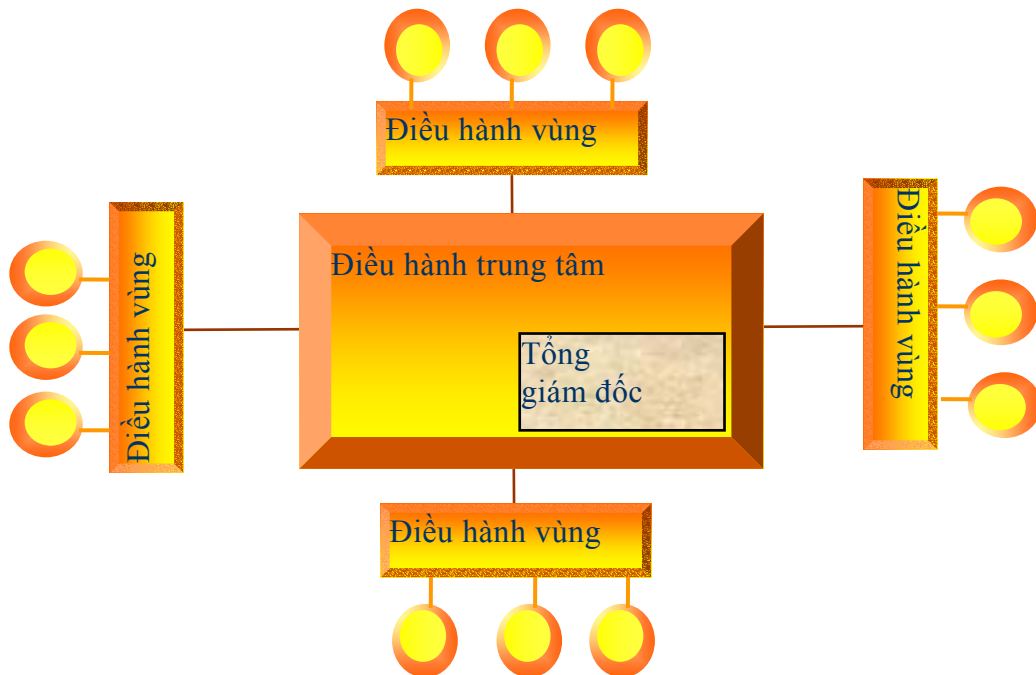 Điều hành vùng
Điều hành vùng
Điều hành trung tâm
Tổng
giám đốc
Điều hành vùng
Điều hành vùng